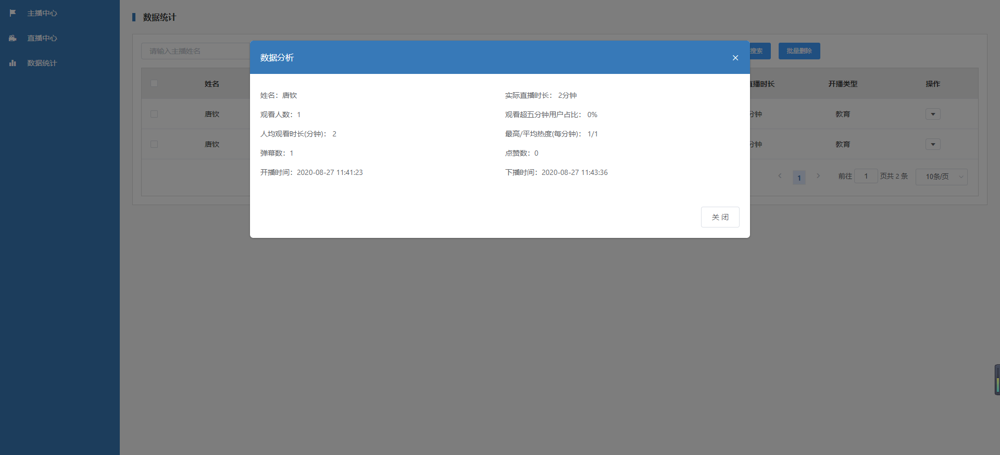 主播中心
直播中心
数据统计
数据统计
请输入主播姓名
搜索
批量删除
姓名
直播时长
开播类型
操作
唐钦
分钟
教育
唐钦
分钟
教育
1
前往 1 页共 2 条
10条/页
数据分析
姓名：唐钦
实际直播时长： 2分钟
观看人数：1
观看超五分钟用户占比： 0%
人均观看时长(分钟)： 2
最高/平均热度(每分钟)： 1/1
弹幕数：1
点赞数：0
开播时间：2020-08-27 11:41:23
下播时间：2020-08-27 11:43:36
关 闭